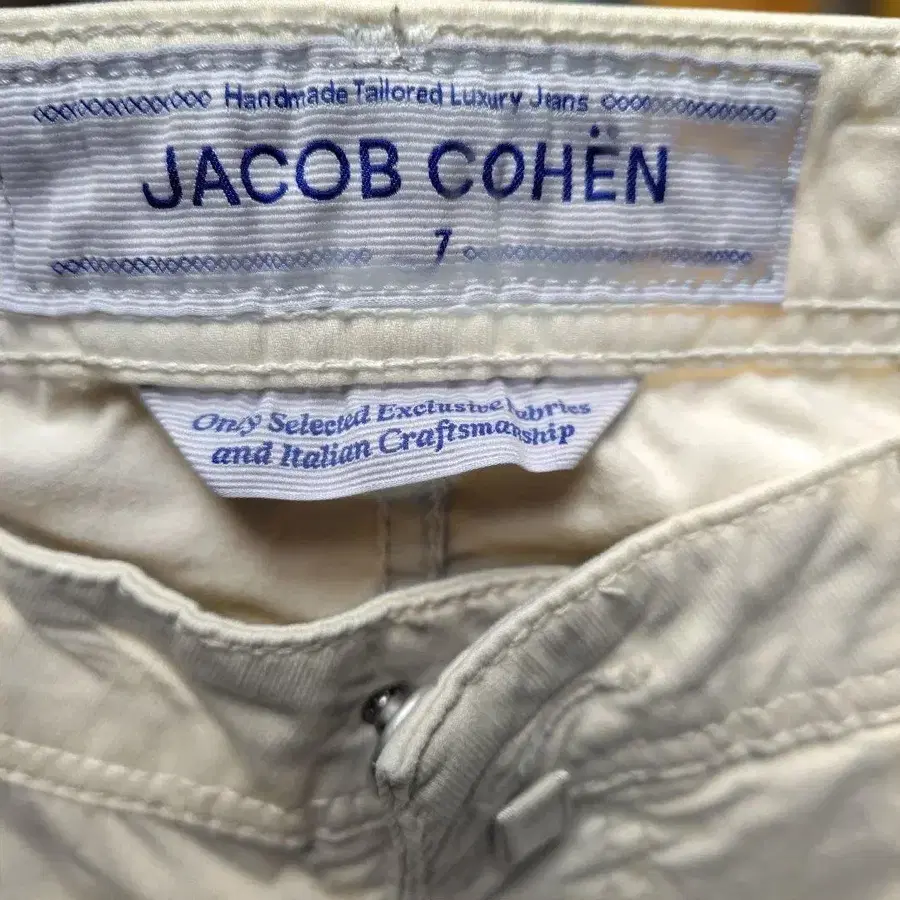 Handmade Tailored Luxury Jeans
JACOB COHËN
7
Only Selected Exclusive Fabrics
and Italian Craftsmanship